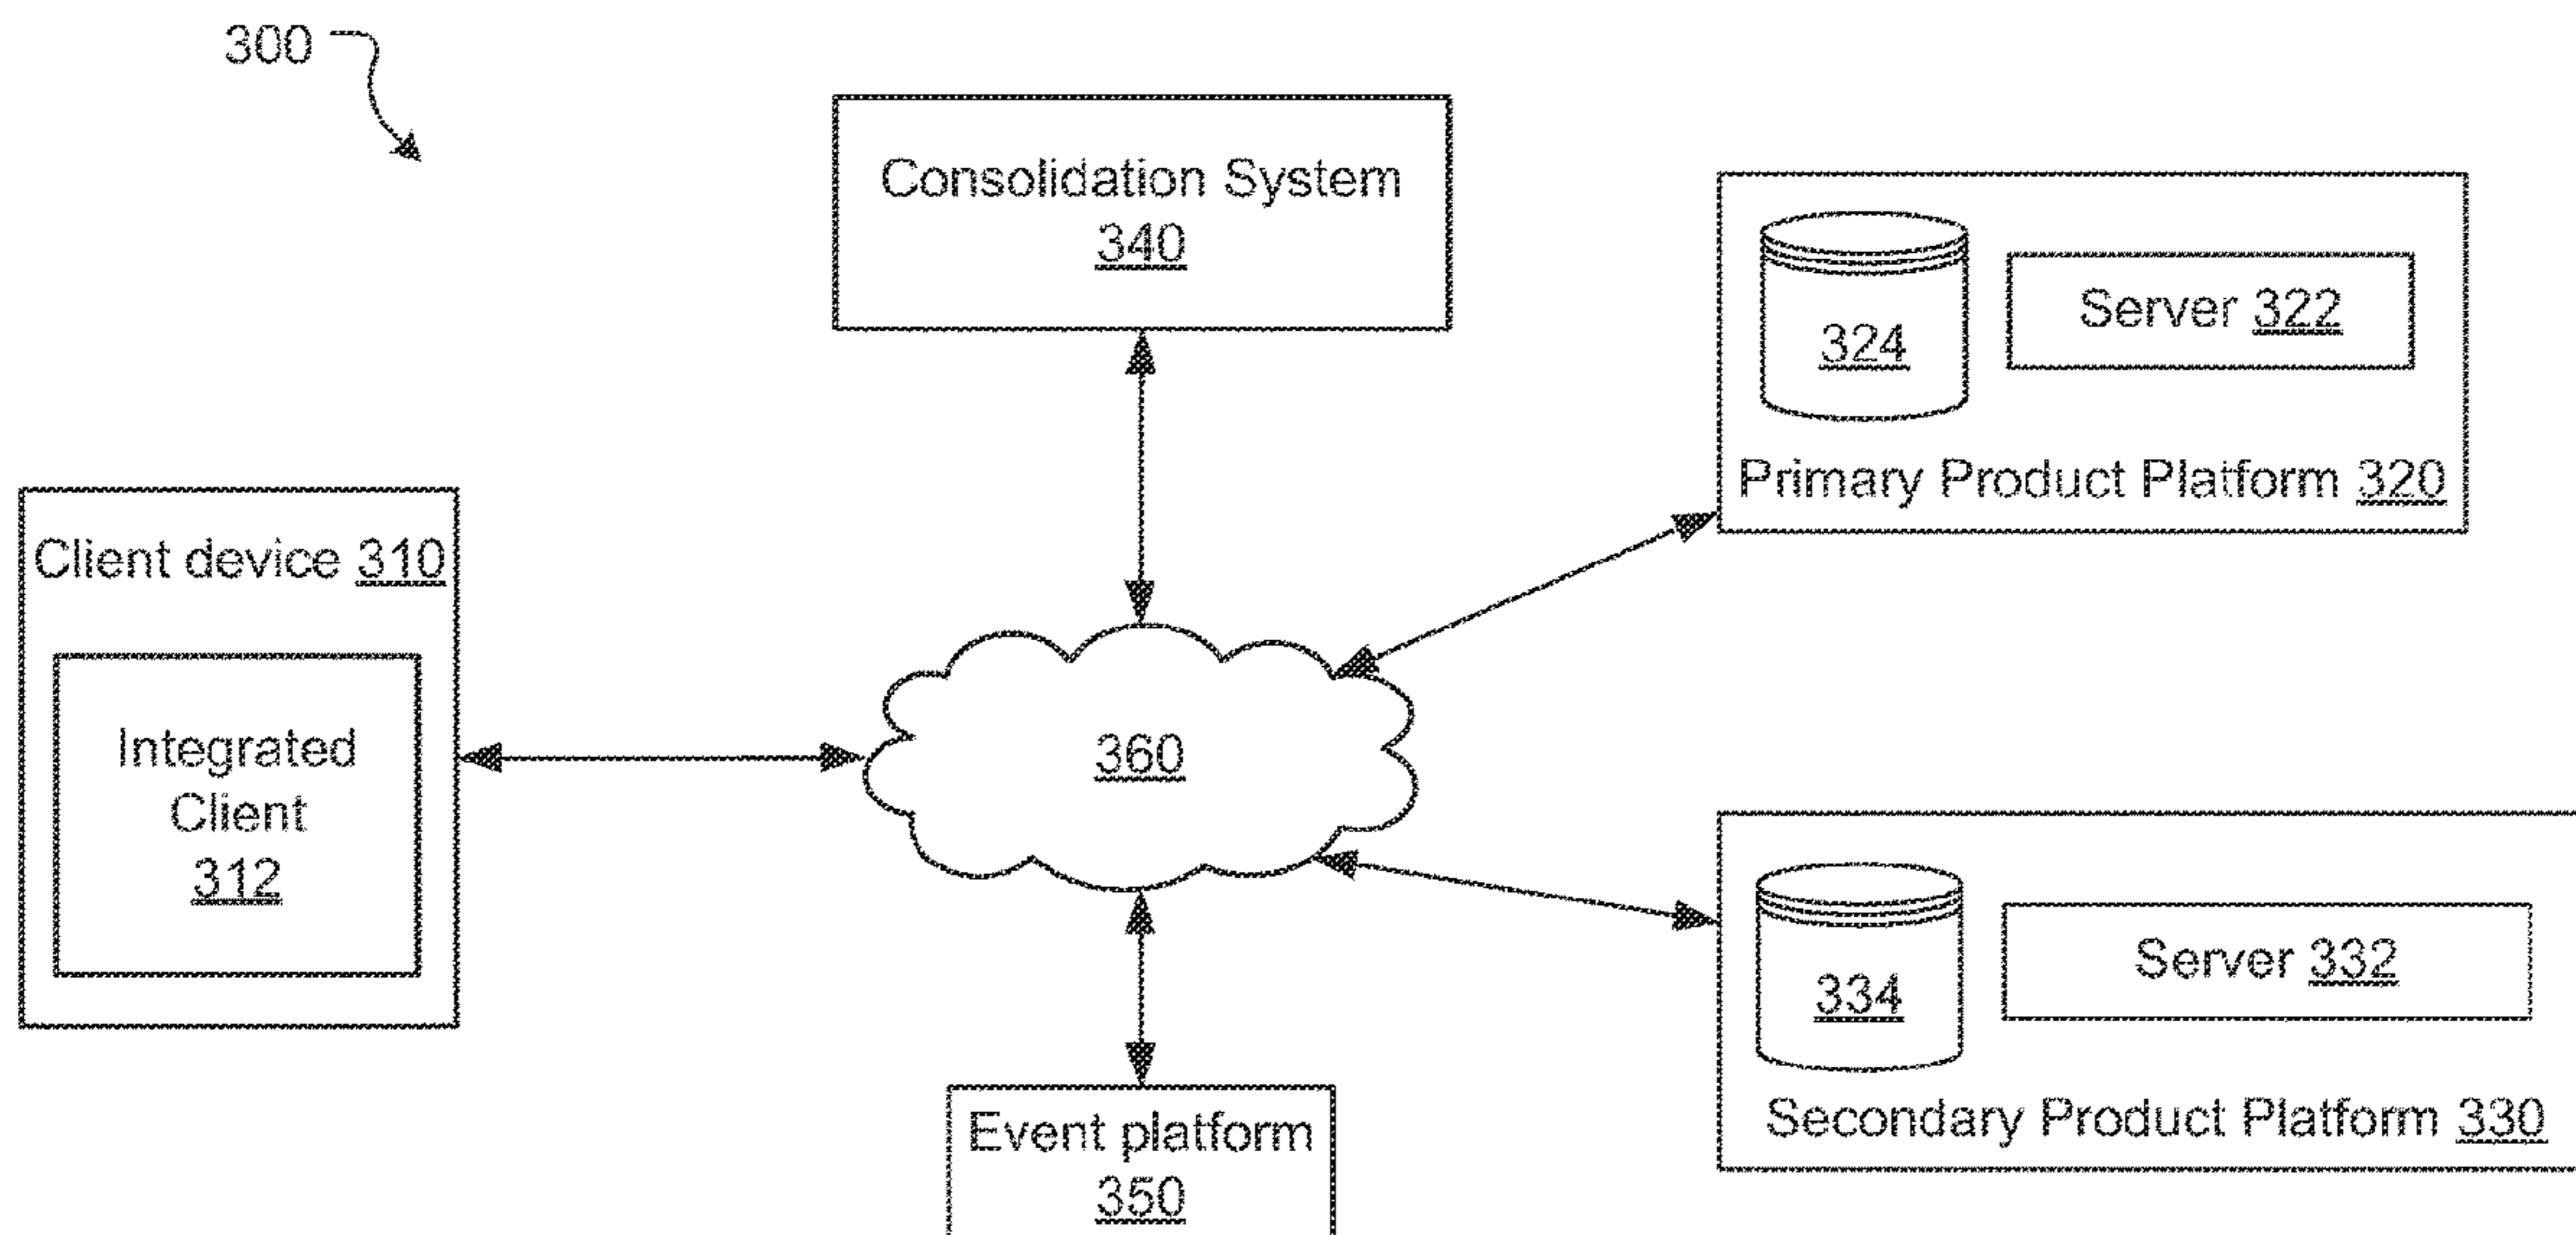 300
Consolidation System
340
324
Server 322
Primary Product Platform 320
Client device 310
Integrated
Client
312
360
334
Server 332
Secondary Product Platform 330
Event platform
350